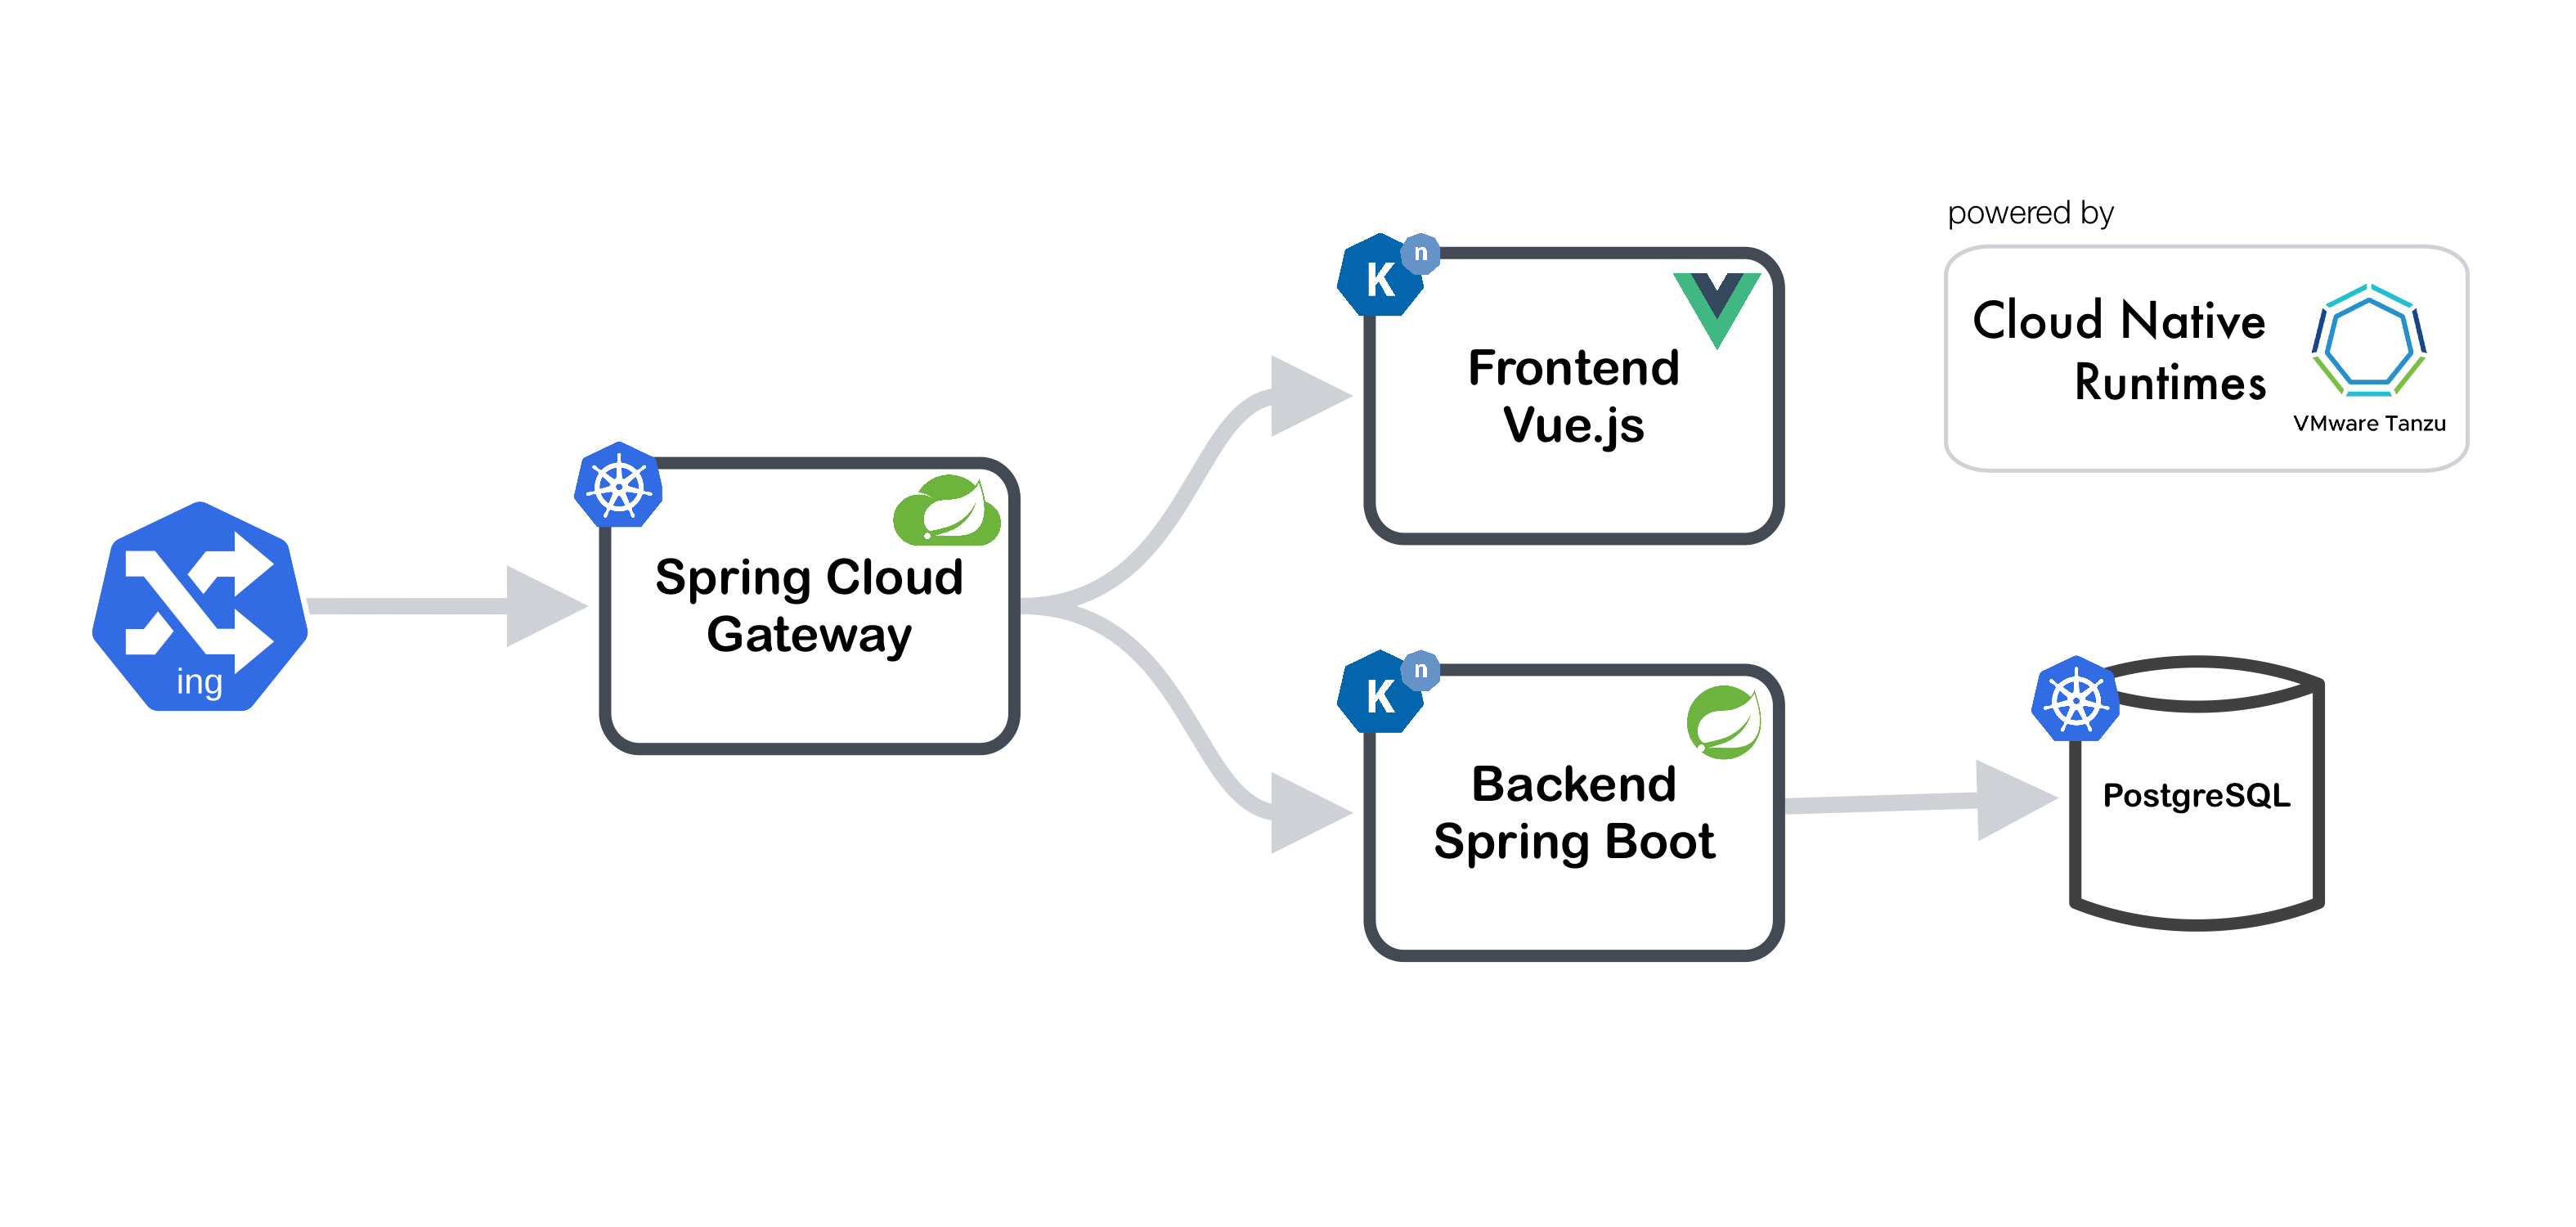 ing
Spring Cloud
Gateway
K n
Frontend
Vue.js
K n
Backend
Spring Boot
PostgreSQL
powered by
Cloud Native
Runtimes
VMware Tanzu